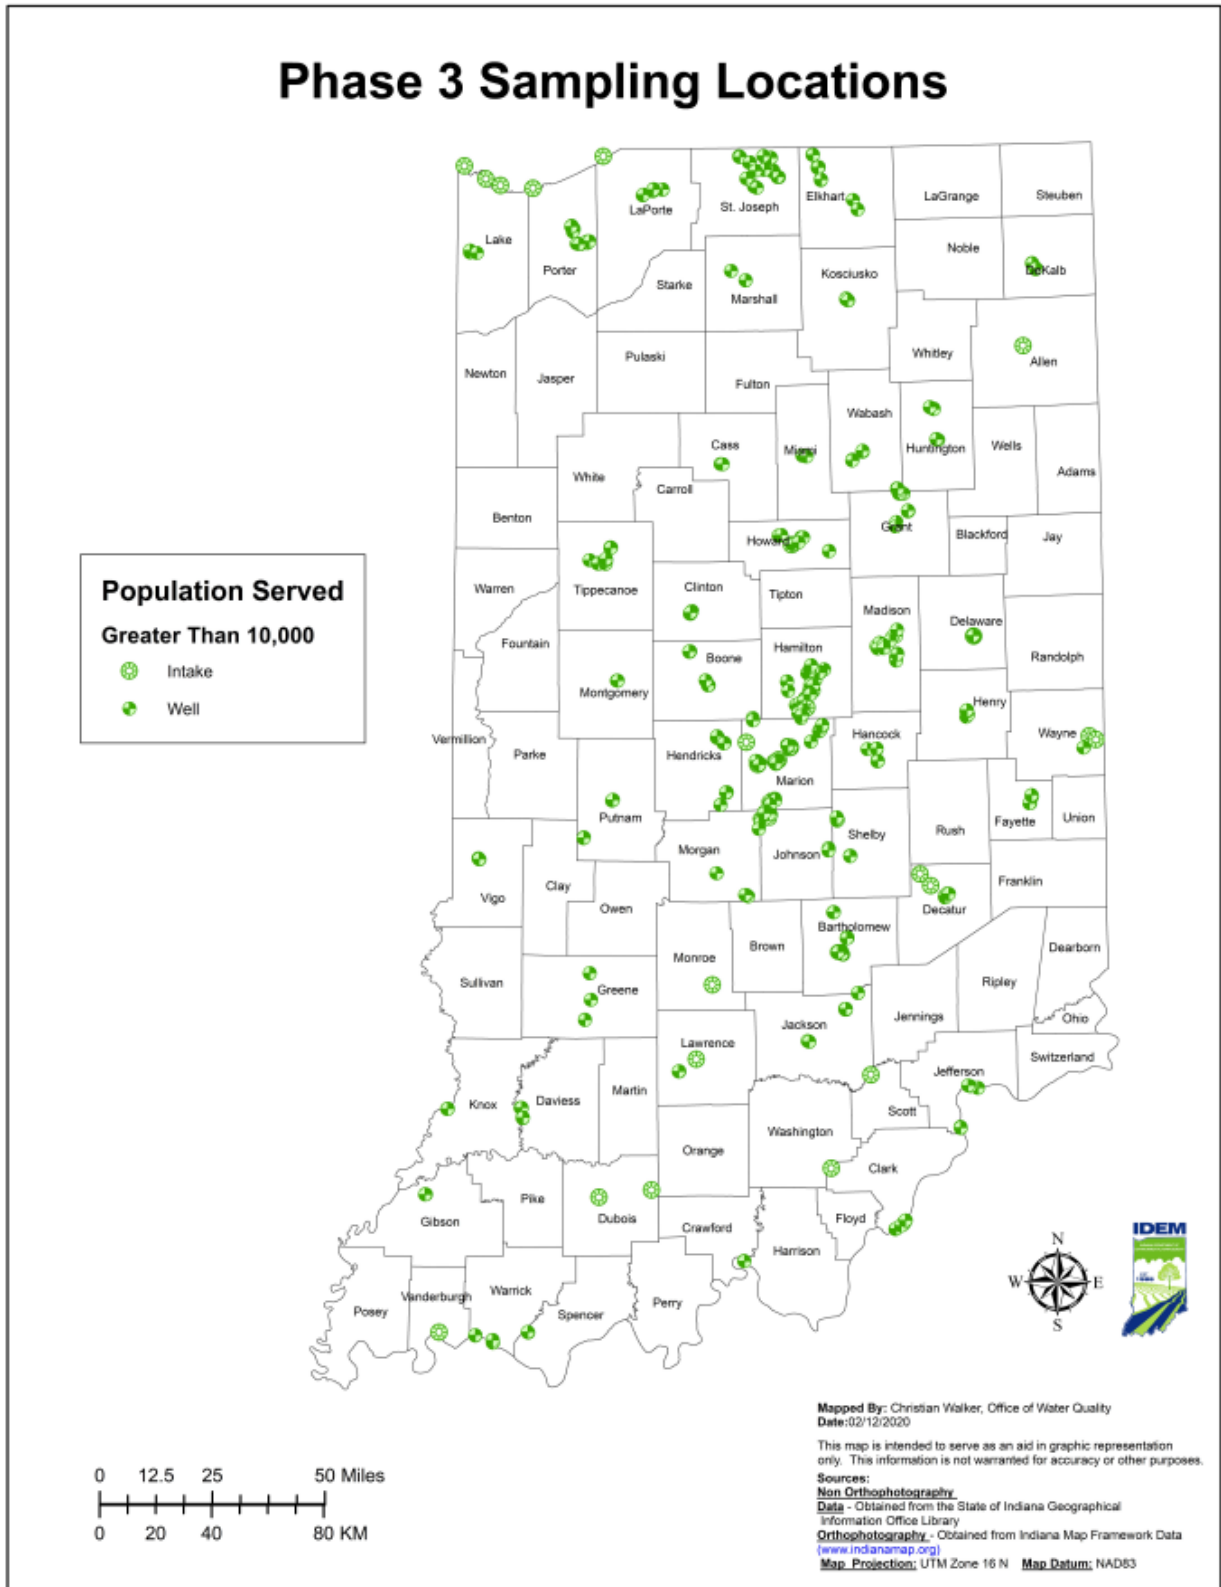 Phase 3 Sampling Locations
LaGrange
Steuben
Elkhart
St. Joseph
LaPorte
Lake
Noble
Porter
DeKalb
Kosciusko
Starke
Marshall
Whitley
Allen
Pulaski
Newton
Jasper
Fulton
Wabash
Cass
Miami
Huntington
Wells
Adams
White
Carroll
Benton
Grant
Blackford
Jay
Howard
Warren
Tippecanoe
Clinton
Tipton
Madison
Delaware
Fountain
Boone
Hamilton
Randolph
Montgomery
Henry
Wayne
Vermillion
Parke
Hendricks
Hancock
Marion
Putnam
Fayette
Union
Rush
Shelby
Morgan
Johnson
Franklin
Clay
Vigo
Owen
Decatur
Bartholomew
Brown
Dearborn
Monroe
Sullivan
Greene
Ripley
Jennings
Ohio
Jackson
Lawrence
Switzerland
Jefferson
Martin
Daviess
Knox
Scott
Washington
Orange
Clark
Pike
Dubois
Gibson
Floyd
Crawford
Harrison
Warrick
Vanderburgh
Perry
Posey
Spencer
Population Served
Greater Than 10,000
Intake
Well
N
W E
S
IDEM
0 12.5 25 50 Miles
0 20 40 80 KM
Mapped By: Christian Walker, Office of Water Quality
Date:02/12/2020
This map is intended to serve as an aid in graphic representation
only. This information is not warranted for accuracy or other purposes.
Sources:
Non Orthophotography
Data - Obtained from the State of Indiana Geographical
Information Office Library
Orthophotography - Obtained from Indiana Map Framework Data
(www.indianamap.org)
Map Projection: UTM Zone 16 N Map Datum: NAD83